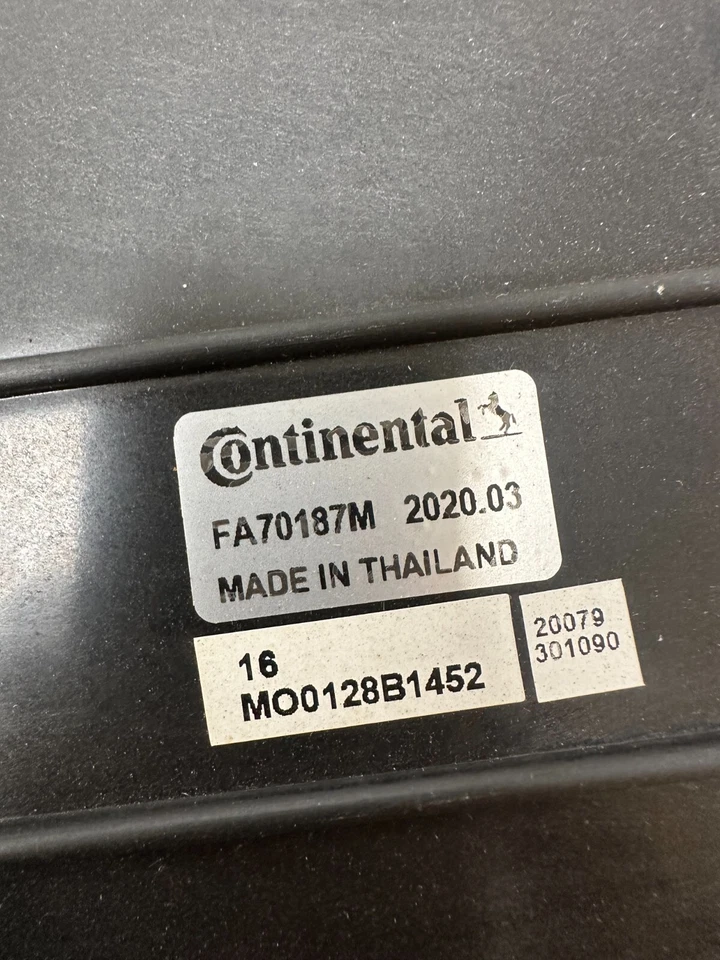 Continental
FA70187M 2020.03
MADE IN THAILAND
16
MO0128B1452
20079
301090